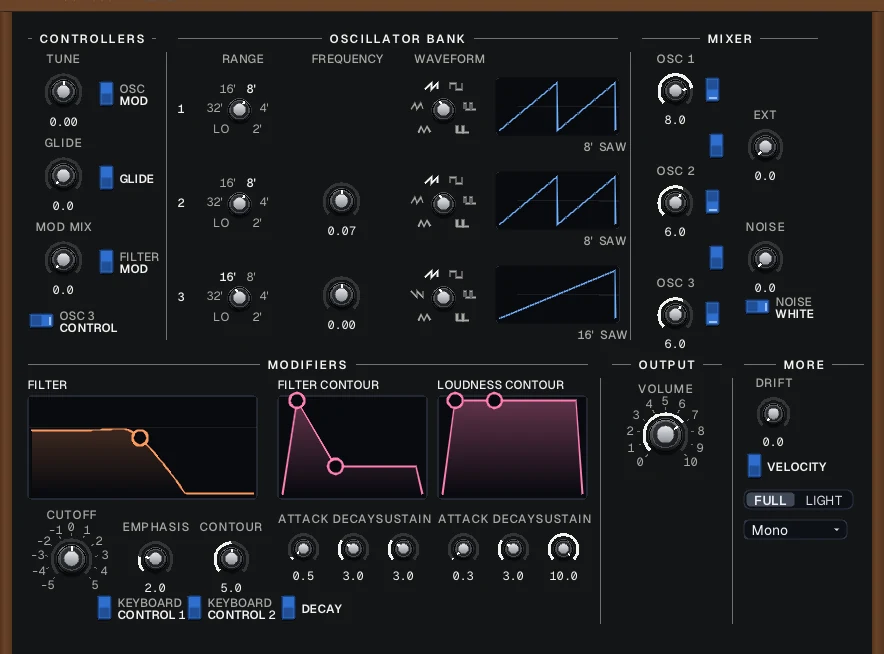 CONTROLLERS
OSCILLATOR BANK
MIXER
TUNE
OSC
MOD
0.00
GLIDE
GLIDE
0.0
MOD MIX
FILTER
MOD
0.0
OSC 3
CONTROL
RANGE
FREQUENCY
WAVEFORM
1
16' 8'
32' 4'
LO 2'
8' SAW
2
16' 8'
32' 4'
LO 2'
0.07
8' SAW
3
16' 8'
32' 4'
LO 2'
0.00
16' SAW
OSC 1
8.0
EXT
0.0
OSC 2
6.0
NOISE
0.0
OSC 3
6.0
NOISE
WHITE
MODIFIERS
OUTPUT
MORE
FILTER
FILTER CONTOUR
LOUDNESS CONTOUR
CUTOFF
-5 -4 -3 -2 -1 0 1 2 3 4 5
EMPHASIS
2.0
CONTOUR
5.0
ATTACK DECAY SUSTAIN
0.5 3.0 3.0
ATTACK DECAY SUSTAIN
0.3 3.0 10.0
KEYBOARD
CONTROL 1
KEYBOARD
CONTROL 2
DECAY
VOLUME
0 1 2 3 4 5 6 7 8 9 10
DRIFT
0.0
VELOCITY
FULL LIGHT
Mono